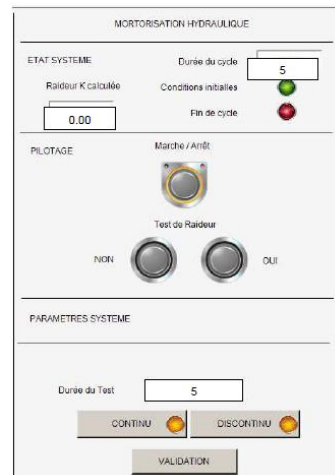 MORTORISATION HYDRAULIQUE
ETAT SYSTEME
Durée du cycle
5
Raideur K calculée
Conditions initialles
0.00
Fin de cycle
PILOTAGE
Marche / Arrêt
Test de Raideur
NON
OUI
PARAMETRES SYSTEME
Durée du Test
5
CONTINU
DISCONTINU
VALIDATION